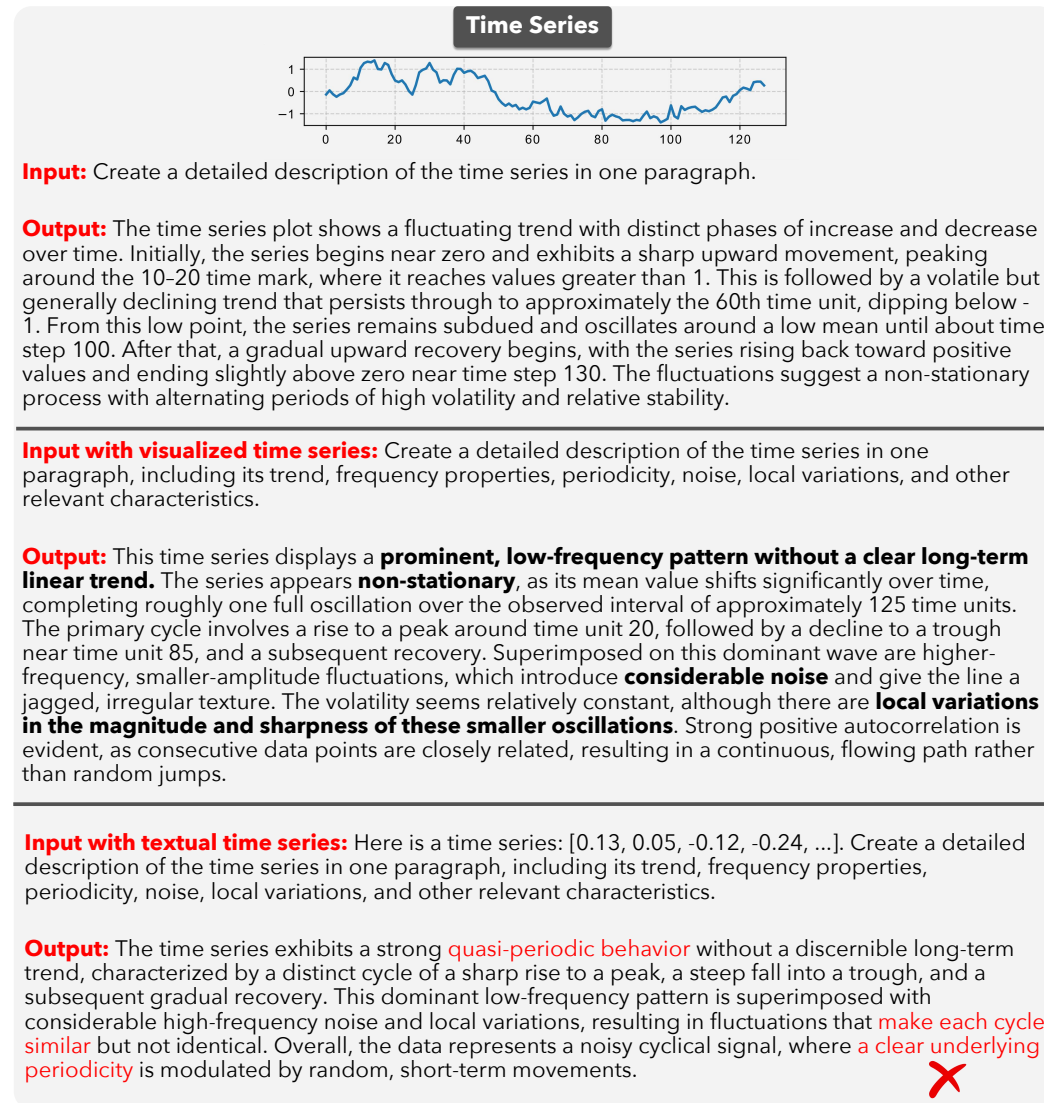 Time Series
1
0
−1
0 20 40 60 80 100 120
Input: Create a detailed description of the time series in one paragraph.
Output: The time series plot shows a fluctuating trend with distinct phases of increase and decrease
over time. Initially, the series begins near zero and exhibits a sharp upward movement, peaking
around the 10–20 time mark, where it reaches values greater than 1. This is followed by a volatile but
generally declining trend that persists through to approximately the 60th time unit, dipping below -
1. From this low point, the series remains subdued and oscillates around a low mean until about time
step 100. After that, a gradual upward recovery begins, with the series rising back toward positive
values and ending slightly above zero near time step 130. The fluctuations suggest a non-stationary
process with alternating periods of high volatility and relative stability.
Input with visualized time series: Create a detailed description of the time series in one
paragraph, including its trend, frequency properties, periodicity, noise, local variations, and other
relevant characteristics.
Output: This time series displays a prominent, low-frequency pattern without a clear long-term
linear trend. The series appears non-stationary, as its mean value shifts significantly over time,
completing roughly one full oscillation over the observed interval of approximately 125 time units.
The primary cycle involves a rise to a peak around time unit 20, followed by a decline to a trough
near time unit 85, and a subsequent recovery. Superimposed on this dominant wave are higher-
frequency, smaller-amplitude fluctuations, which introduce considerable noise and give the line a
jagged, irregular texture. The volatility seems relatively constant, although there are local variations
in the magnitude and sharpness of these smaller oscillations. Strong positive autocorrelation is
evident, as consecutive data points are closely related, resulting in a continuous, flowing path rather
than random jumps.
Input with textual time series: Here is a time series: [0.13, 0.05, -0.12, -0.24, ...]. Create a detailed
description of the time series in one paragraph, including its trend, frequency properties,
periodicity, noise, local variations, and other relevant characteristics.
Output: The time series exhibits a strong quasi-periodic behavior without a discernible long-term
trend, characterized by a distinct cycle of a sharp rise to a peak, a steep fall into a trough, and a
subsequent gradual recovery. This dominant low-frequency pattern is superimposed with
considerable high-frequency noise and local variations, resulting in fluctuations that make each cycle
similar but not identical. Overall, the data represents a noisy cyclical signal, where a clear underlying
periodicity is modulated by random, short-term movements.